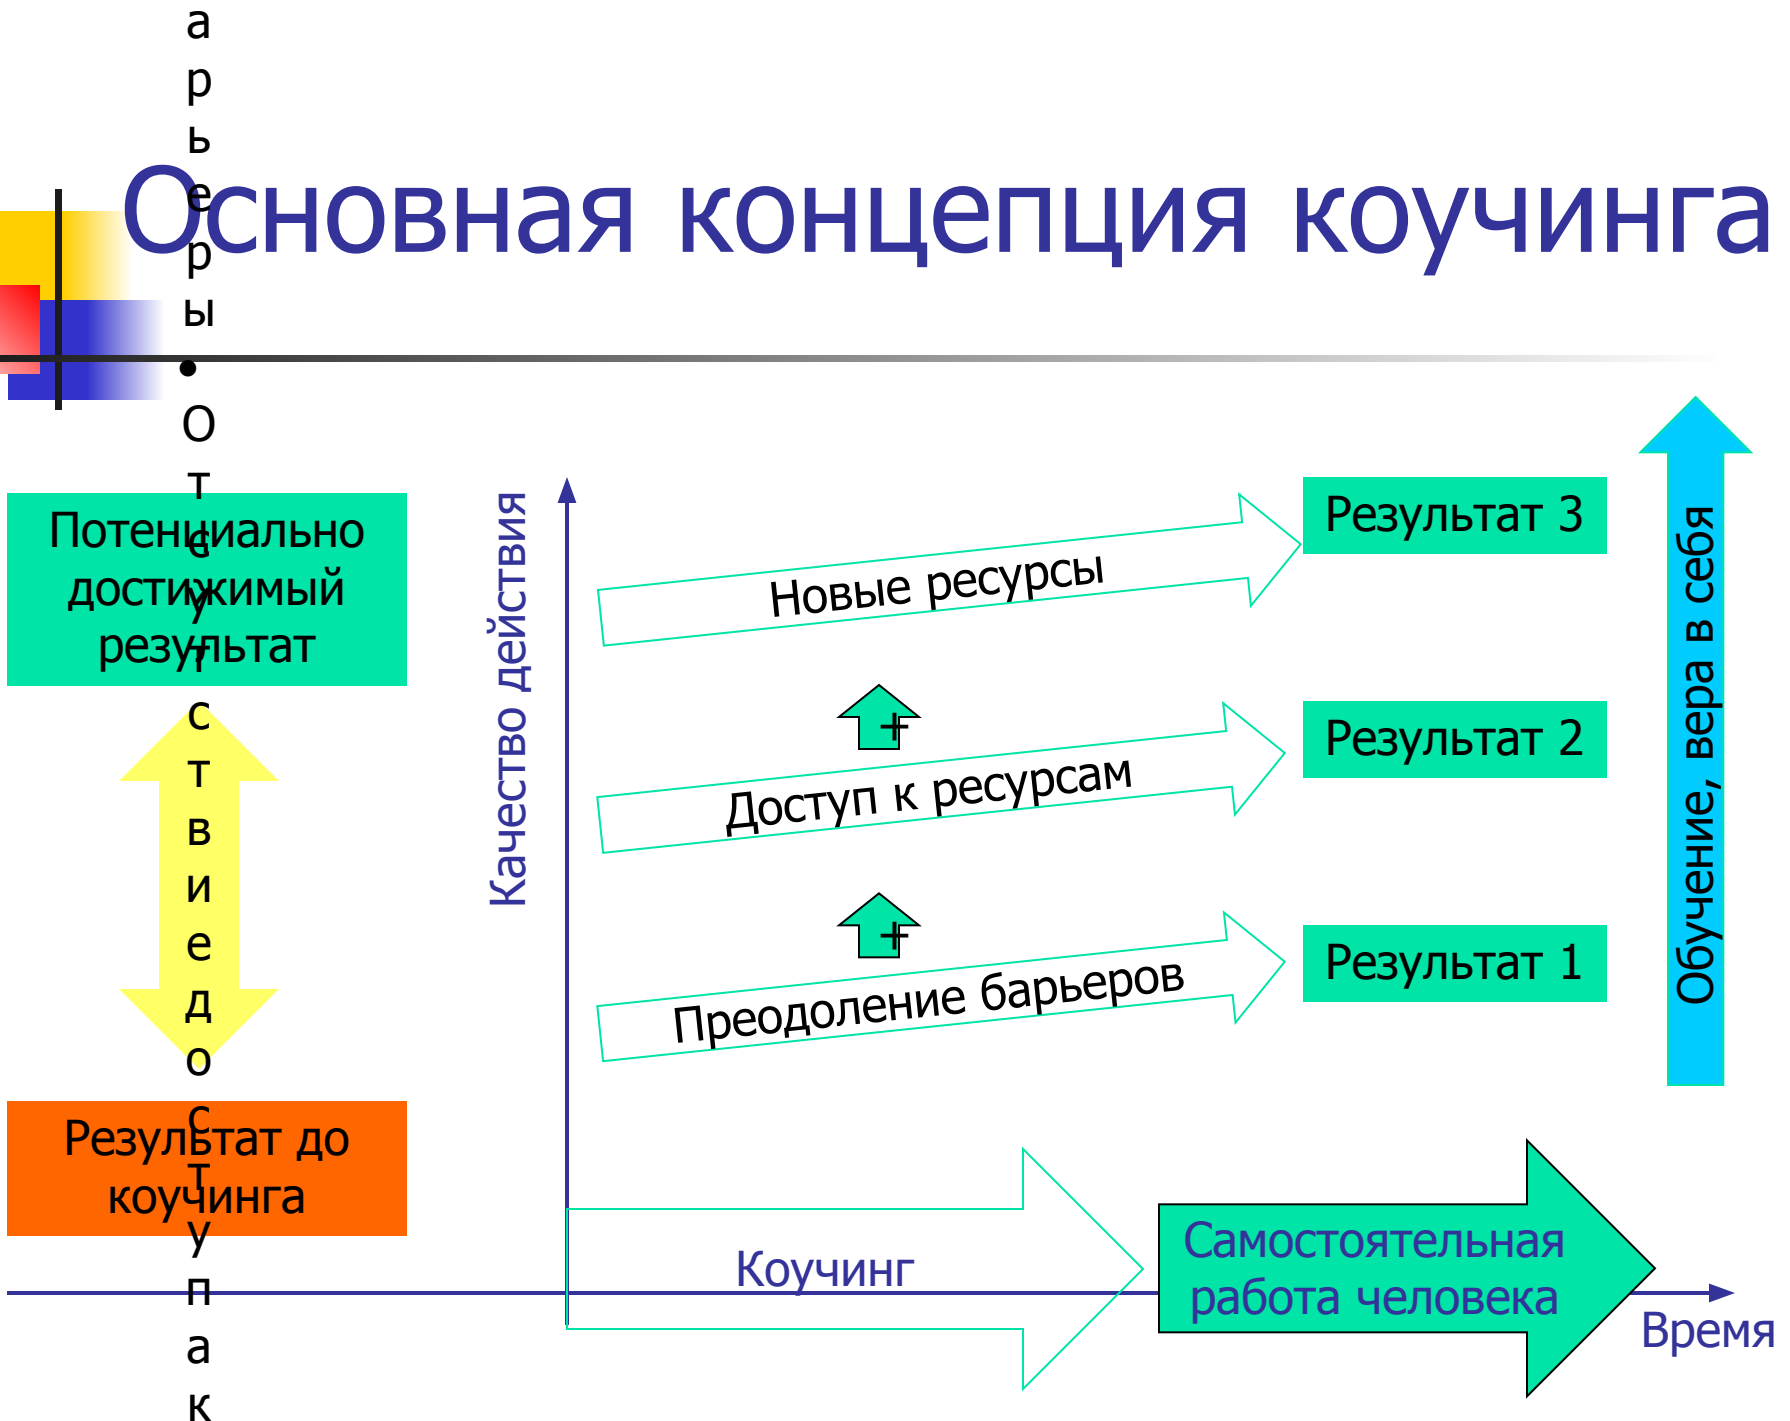 Основная концепция коучинга
а
р
ь
е
р
ы
•
О
т
с
у
т
с
т
в
и
е
д
о
с
т
у
п
а
к
Потенциально
достижимый
результат
Результат до
коучинга
Качество действия
Новые ресурсы
+
Доступ к ресурсам
+
Преодоление барьеров
Результат 3
Результат 2
Результат 1
Обучение, вера в себя
Коучинг
Самостоятельная
работа человека
Время